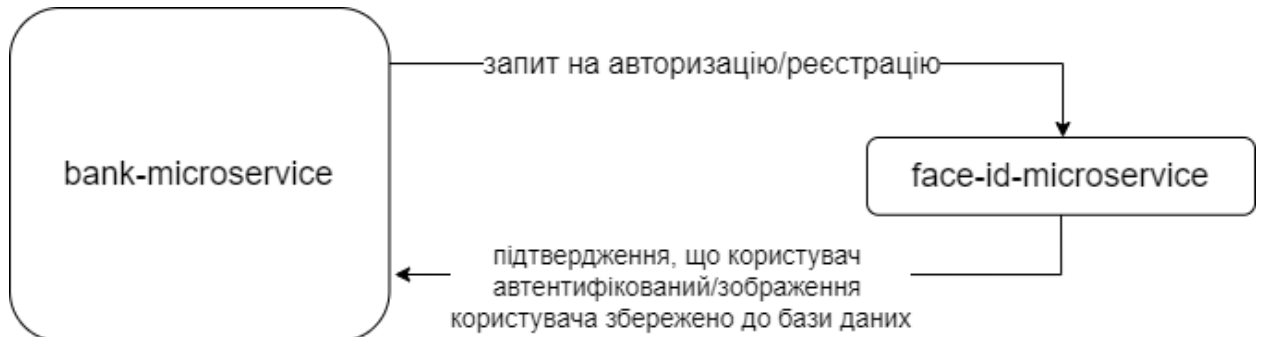 запит на авторизацію/реєстрацію
bank-microservice
face-id-microservice
підтвердження, що користувач
автентифікований/зображення
користувача збережено до бази даних